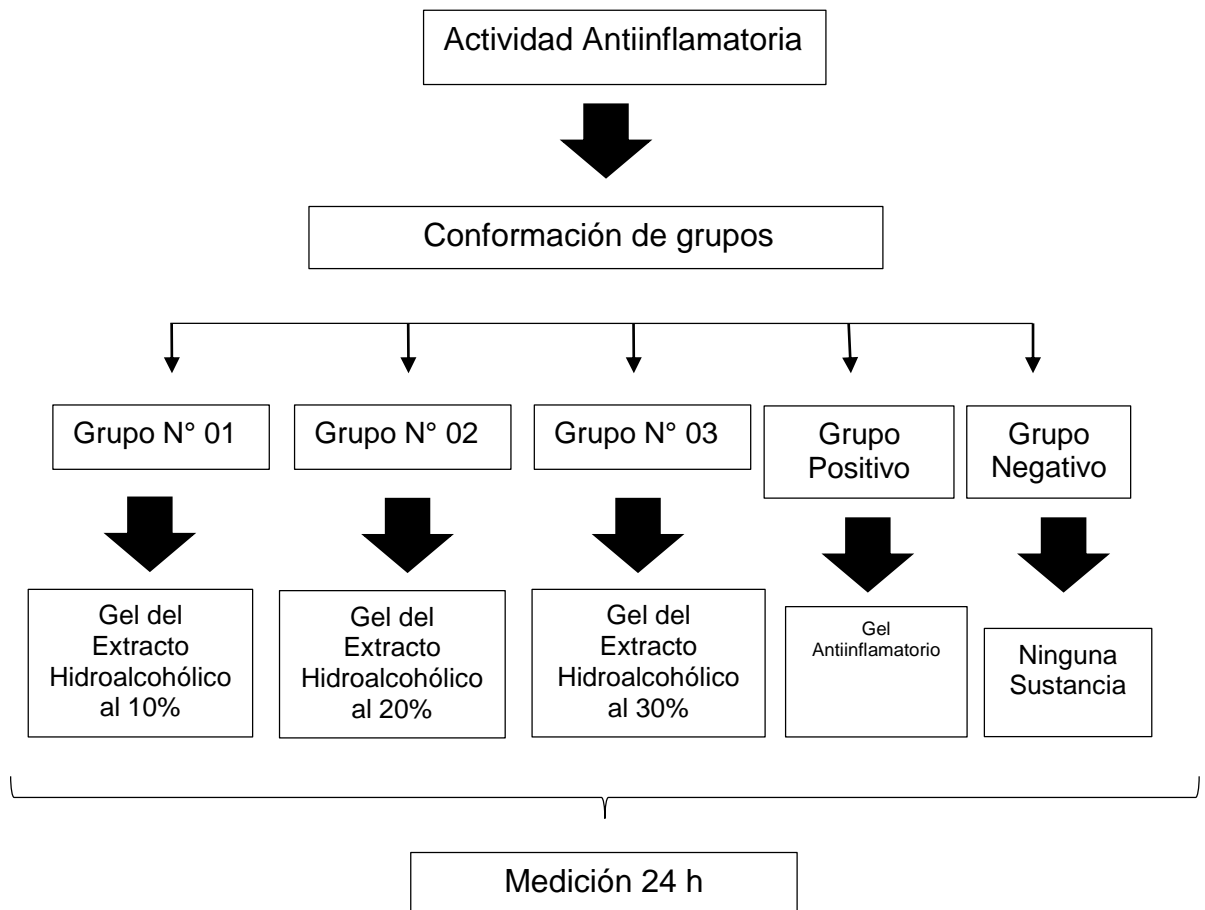 Actividad Antiinflamatoria
Conformación de grupos
Grupo N° 01
Grupo N° 02
Grupo N° 03
Grupo
Positivo
Grupo
Negativo
Gel del
Extracto
Hidroalcohólico
al 10%
Gel del
Extracto
Hidroalcohólico
al 20%
Gel del
Extracto
Hidroalcohólico
al 30%
Gel
Antiinflamatorio
Ninguna
Sustancia
Medición 24 h